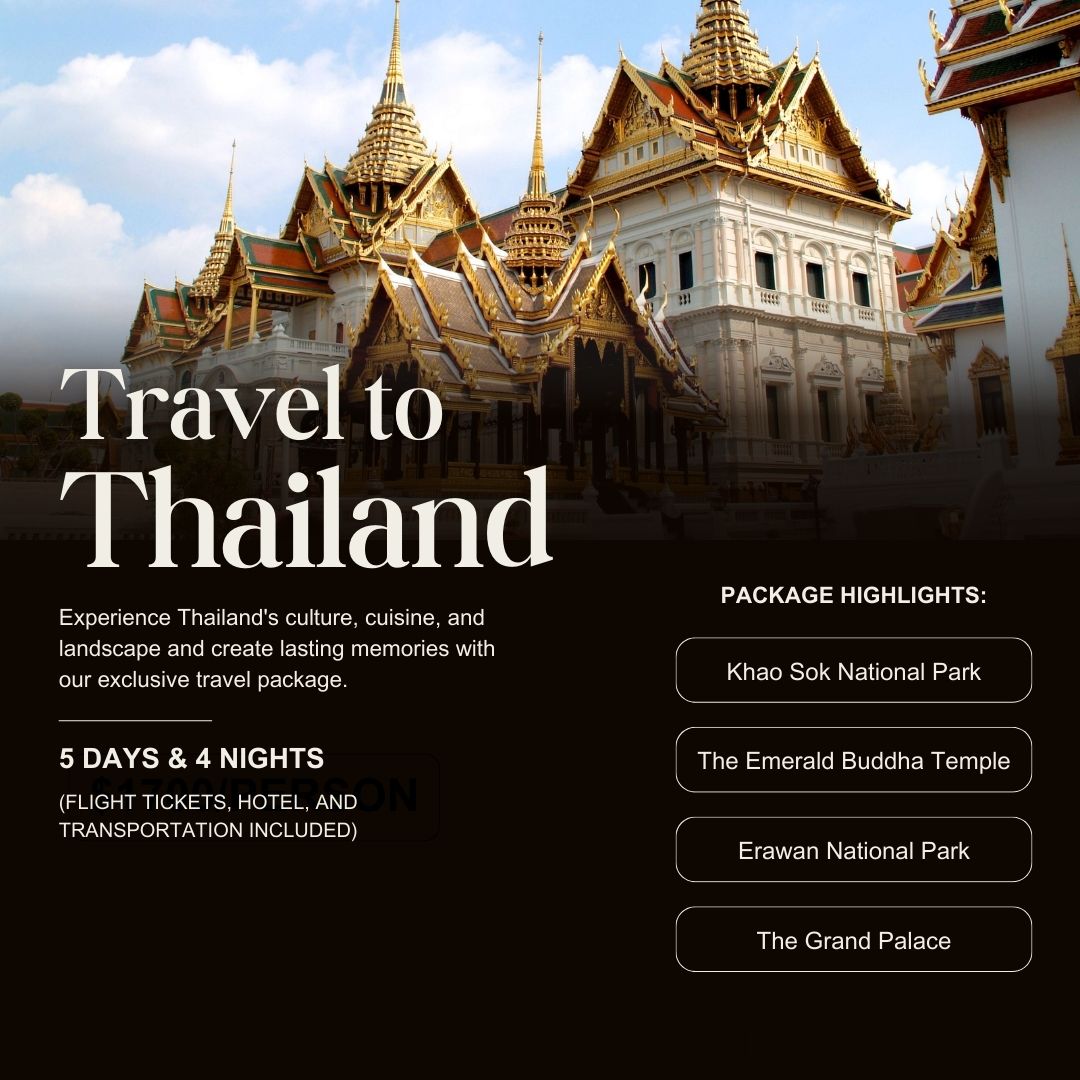 Travel to
Thailand
Experience Thailand's culture, cuisine, and
landscape and create lasting memories with
our exclusive travel package.
5 DAYS & 4 NIGHTS
(FLIGHT TICKETS, HOTEL, AND
TRANSPORTATION INCLUDED)
PACKAGE HIGHLIGHTS:
Khao Sok National Park
The Emerald Buddha Temple
Erawan National Park
The Grand Palace